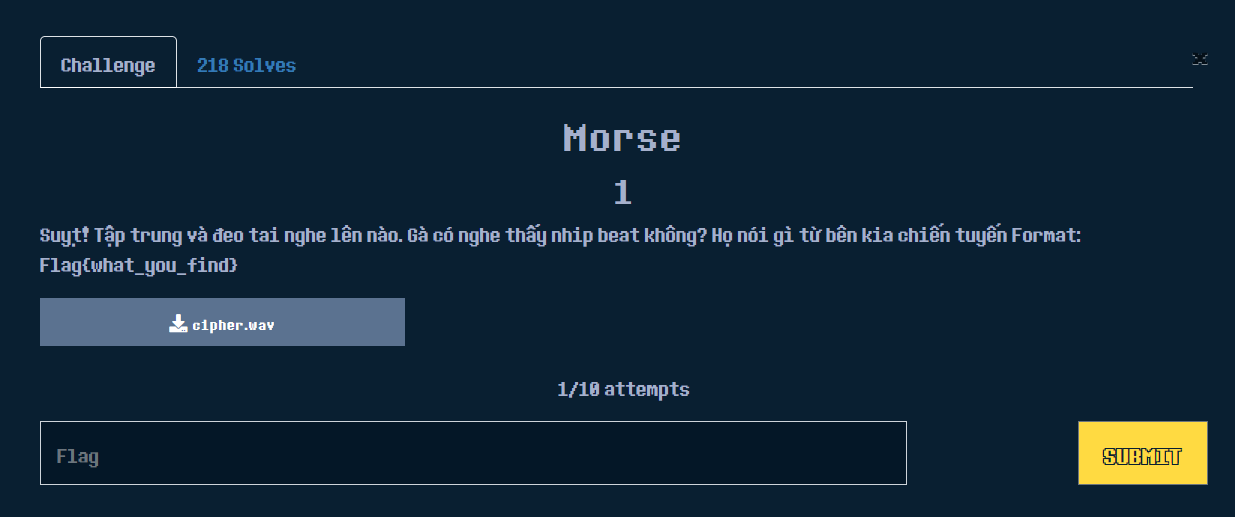 Challenge
218 Solves
×
Morse
1
Suỵt! Tập trung và đeo tai nghe lên nào. Gà có nghe thấy nhip beat không? Họ nói gì từ bên kia chiến tuyến Format:
Flag{what_you_find}
cipher.wav
1/10 attempts
Flag
SUBMIT